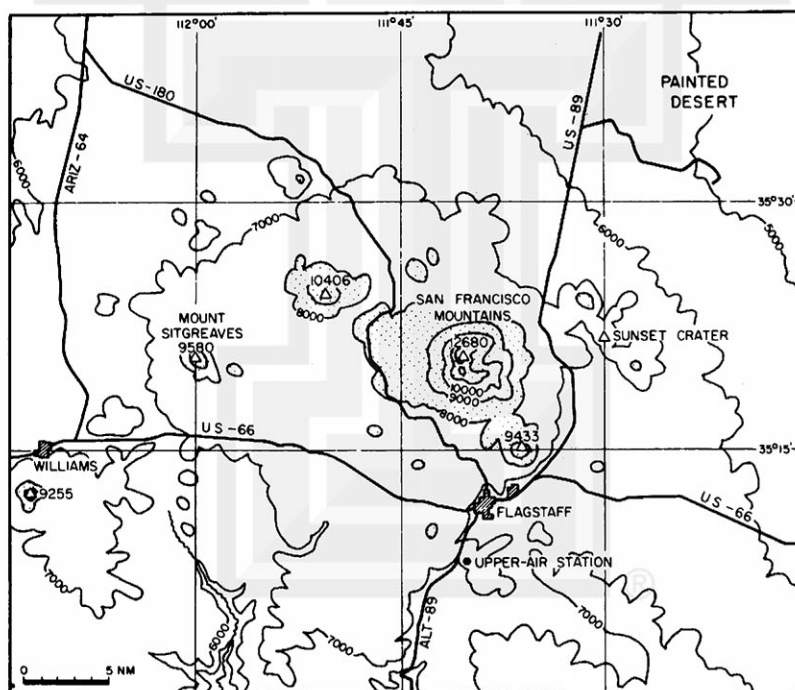 112°00' 111°45' 111°30'
US-180
ARIZ-64
US-89
PAINTED
DESERT
6000
7000
6000
5000
35°30'
10406
8000
MOUNT
SITGREAVES
9580
SAN FRANCISCO
MOUNTAINS
12680
10000
9000
8000
SUNSET CRATER
US-66
9433
35°15'
WILLIAMS
9255
FLAGSTAFF
US-66
UPPER-AIR STATION
7000
6000
7000
ALT-89
7000
0 5 NM
®